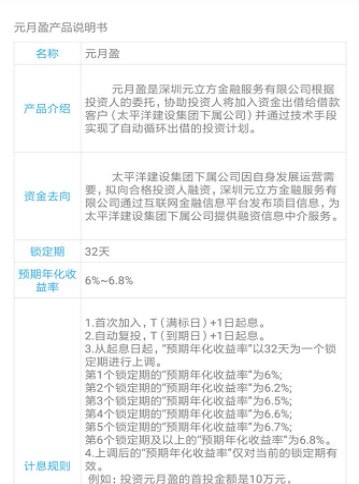 元月盈产品说明书
名称
元月盈
产品介绍
元月盈是深圳元立方金融服务有限公司根据
投资人的委托，协助投资人将加入资金出借给借款
客户（太平洋建设集团下属公司）并通过技术手段
实现了自动循环出借的投资计划。
资金去向
太平洋建设集团下属公司因自身发展运营需
要，拟向合格投资人融资，深圳元立方金融服务有
限公司通过互联网金融信息平台发布项目信息，为
太平洋建设集团下属公司提供融资信息中介服务。
锁定期
32天
预期年化收
益率
6%~6.8%
计息规则
1.首次加入，T（满标日）+1日起息。
2.自动复投，T（到期日）+1日起息。
3.从起息日起，“预期年化收益率”以32天为一个锁
定期进行上调。
第1个锁定期的“预期年化收益率”为6%;
第2个锁定期的“预期年化收益率”为6.2%;
第3个锁定期的“预期年化收益率”为6.5%;
第4个锁定期的“预期年化收益率”为6.6%;
第5个锁定期的“预期年化收益率”为6.7%;
第6个锁定期及以上的“预期年化收益率”为6.8%。
4.上调后的“预期年化收益率”仅对当前的锁定期有
效。
例如：投资元月盈的首投金额是10万元，